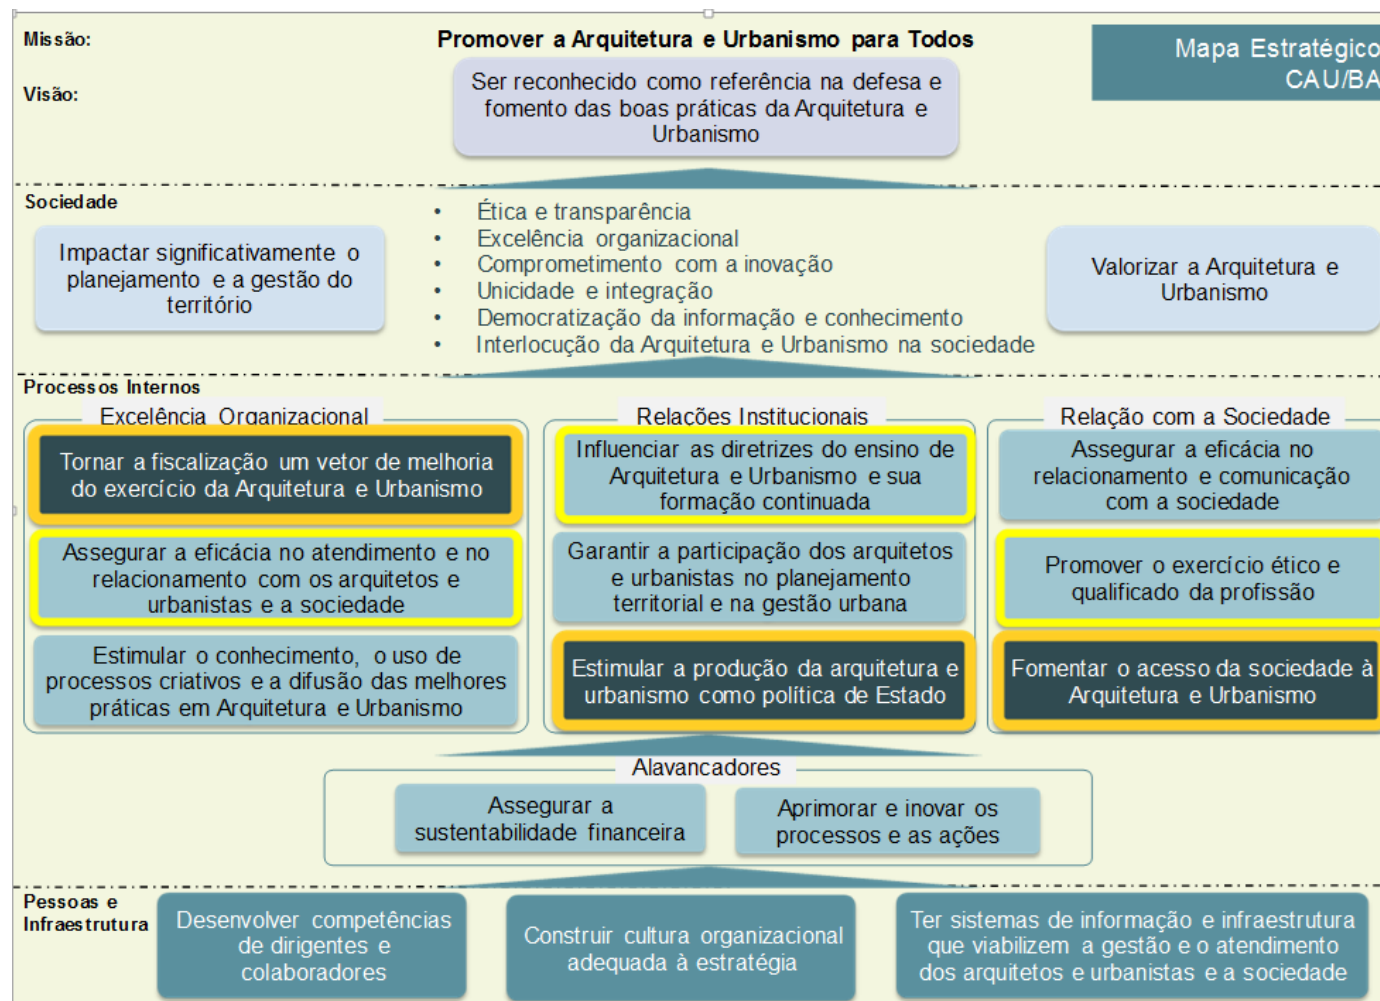 Missão:
Promover a Arquitetura e Urbanismo para Todos
Mapa Estratégico
CAU/BA
Visão:
Ser reconhecido como referência na defesa e
fomento das boas práticas da Arquitetura e
Urbanismo
Sociedade
Impactar significativamente o
planejamento e a gestão do
território
• Ética e transparência
• Excelência organizacional
• Comprometimento com a inovação
• Unicidade e integração
• Democratização da informação e conhecimento
• Interlocução da Arquitetura e Urbanismo na sociedade
Valorizar a Arquitetura e
Urbanismo
Processos Internos
Excelência Organizacional
Tornar a fiscalização um vetor de melhoria
do exercício da Arquitetura e Urbanismo
Assegurar a eficácia no atendimento e no
relacionamento com os arquitetos e
urbanistas e a sociedade
Estimular o conhecimento, o uso de
processos criativos e a difusão das melhores
práticas em Arquitetura e Urbanismo
Relações Institucionais
Influenciar as diretrizes do ensino de
Arquitetura e Urbanismo e sua
formação continuada
Garantir a participação dos arquitetos
e urbanistas no planejamento
territorial e na gestão urbana
Estimular a produção da arquitetura e
urbanismo como política de Estado
Relação com a Sociedade
Assegurar a eficácia no
relacionamento e comunicação
com a sociedade
Promover o exercício ético e
qualificado da profissão
Fomentar o acesso da sociedade à
Arquitetura e Urbanismo
Alavancadores
Assegurar a
sustentabilidade financeira
Aprimorar e inovar os
processos e as ações
Pessoas e
Infraestrutura
Desenvolver competências
de dirigentes e
colaboradores
Construir cultura organizacional
adequada à estratégia
Ter sistemas de informação e infraestrutura
que viabilizem a gestão e o atendimento
dos arquitetos e urbanistas e a sociedade